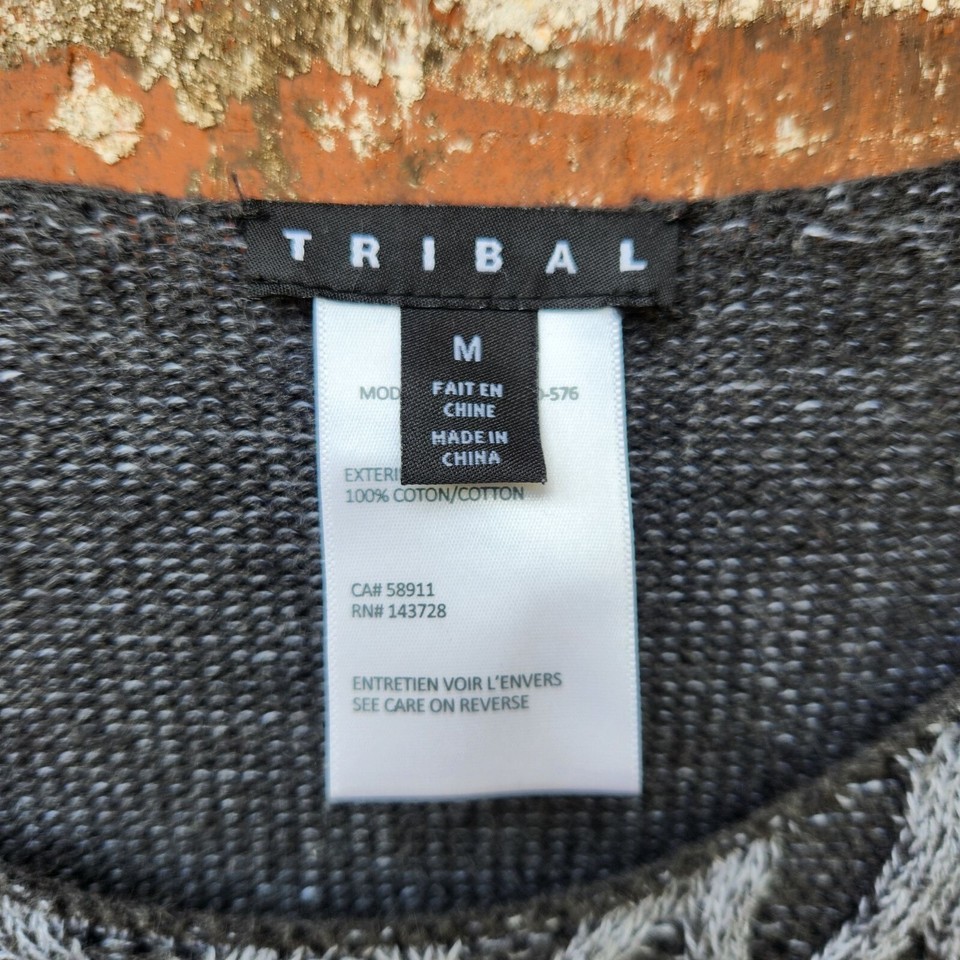 TRIBAL
M
FAIT EN
CHINE
MADE IN
CHINA
-576
100% COTON/COTTON
CA# 58911
RN# 143728
ENTRETIEN VOIR L'ENVERS
SEE CARE ON REVERSE